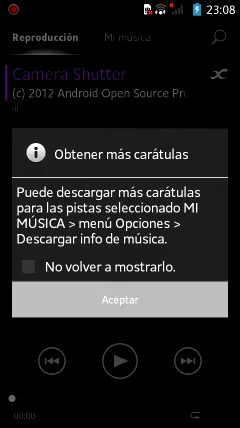 23:08
Reproducción Mi música
Camera Shutter
(c) 2012 Android Open Source Pro
ui
Obtener más carátulas
Puede descargar más carátulas
para las pistas seleccionado MI
MÚSICA > menú Opciones >
Descargar info de música.
No volver a mostrarlo.
Aceptar
00:00